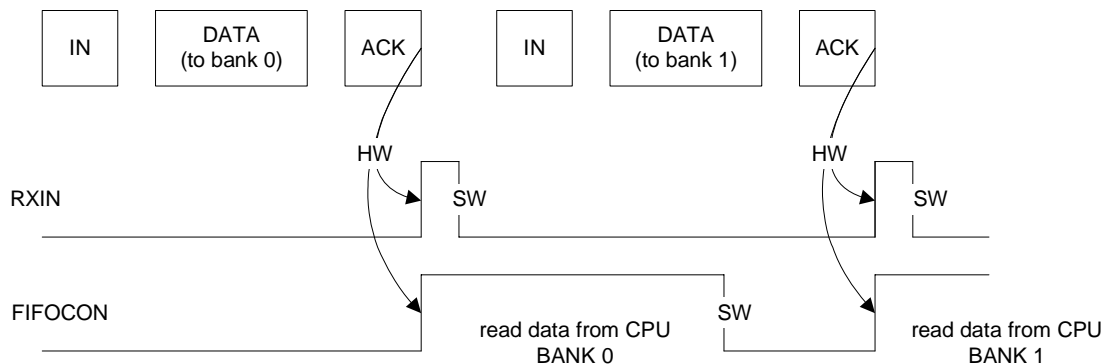 IN
DATA
(to bank 0)
ACK
IN
DATA
(to bank 1)
ACK
HW
HW
RXIN
SW
SW
FIFOCON
SW
read data from CPU
BANK 0
read data from CPU
BANK 1